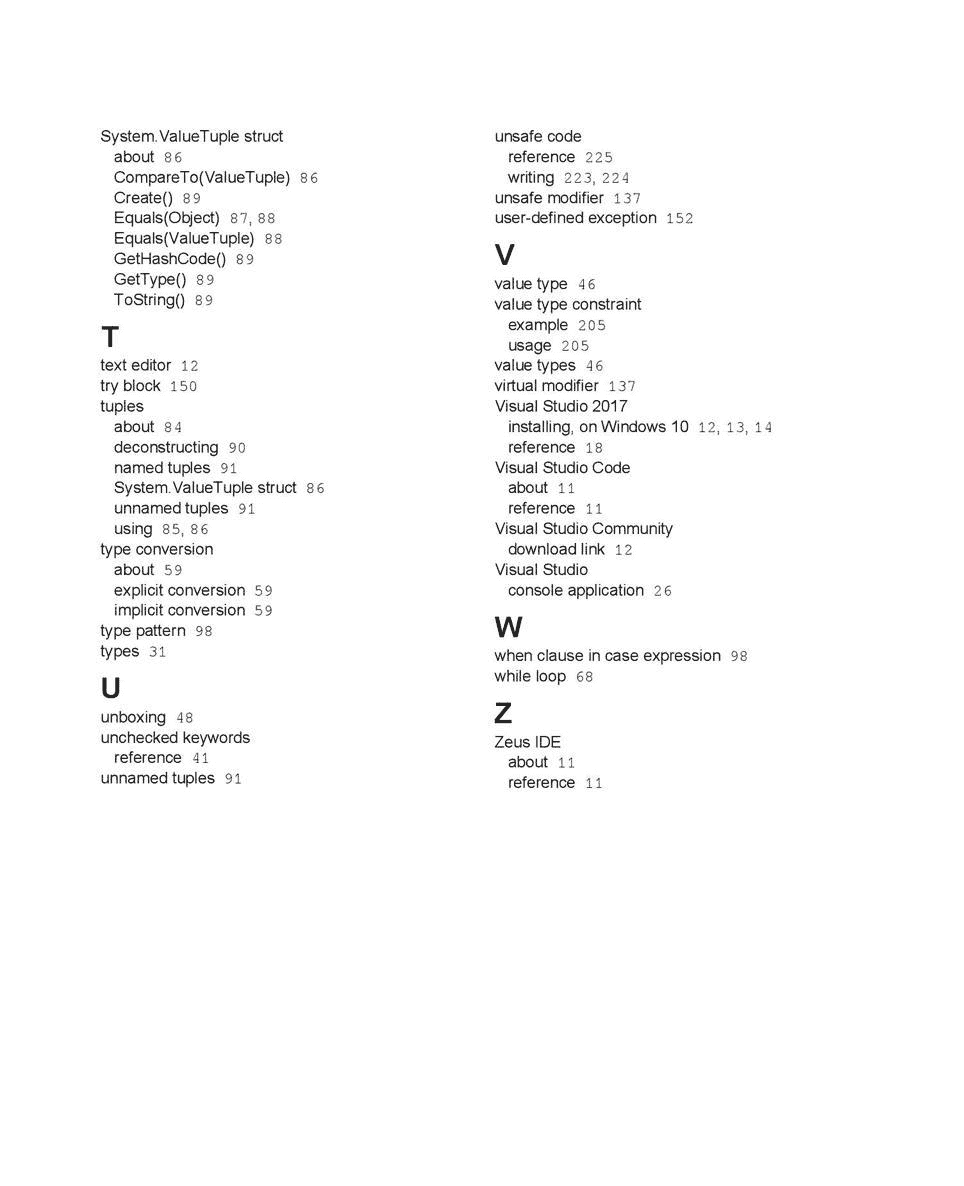 System.ValueTuple struct
about 86
CompareTo(ValueTuple) 86
Create() 89
Equals(Object) 87, 88
Equals(ValueTuple) 88
GetHashCode() 89
GetType() 89
ToString() 89
T
text editor 12
try block 150
tuples
about 84
deconstructing 90
named tuples 91
System.ValueTuple struct 86
unnamed tuples 91
using 85, 86
type conversion
about 59
explicit conversion 59
implicit conversion 59
type pattern 98
types 31
U
unboxing 48
unchecked keywords
reference 41
unnamed tuples 91
unsafe code
reference 225
writing 223, 224
unsafe modifier 137
user-defined exception 152
V
value type 46
value type constraint
example 205
usage 205
value types 46
virtual modifier 137
Visual Studio 2017
installing, on Windows 10 12, 13, 14
reference 18
Visual Studio Code
about 11
reference 11
Visual Studio Community
download link 12
Visual Studio
console application 26
W
when clause in case expression 98
while loop 68
Z
Zeus IDE
about 11
reference 11